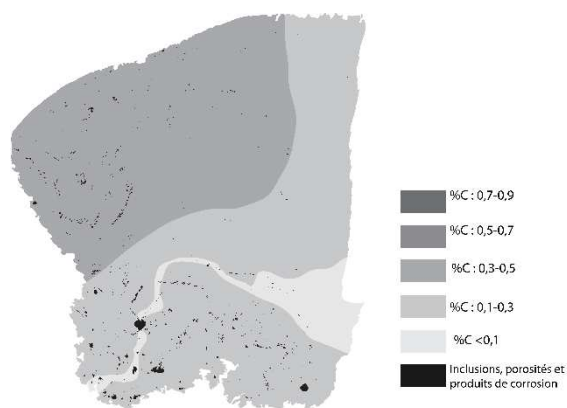 %C : 0,7-0,9
%C : 0,5-0,7
%C : 0,3-0,5
%C : 0,1-0,3
%C <0,1
Inclusions, porosités et
produits de corrosion